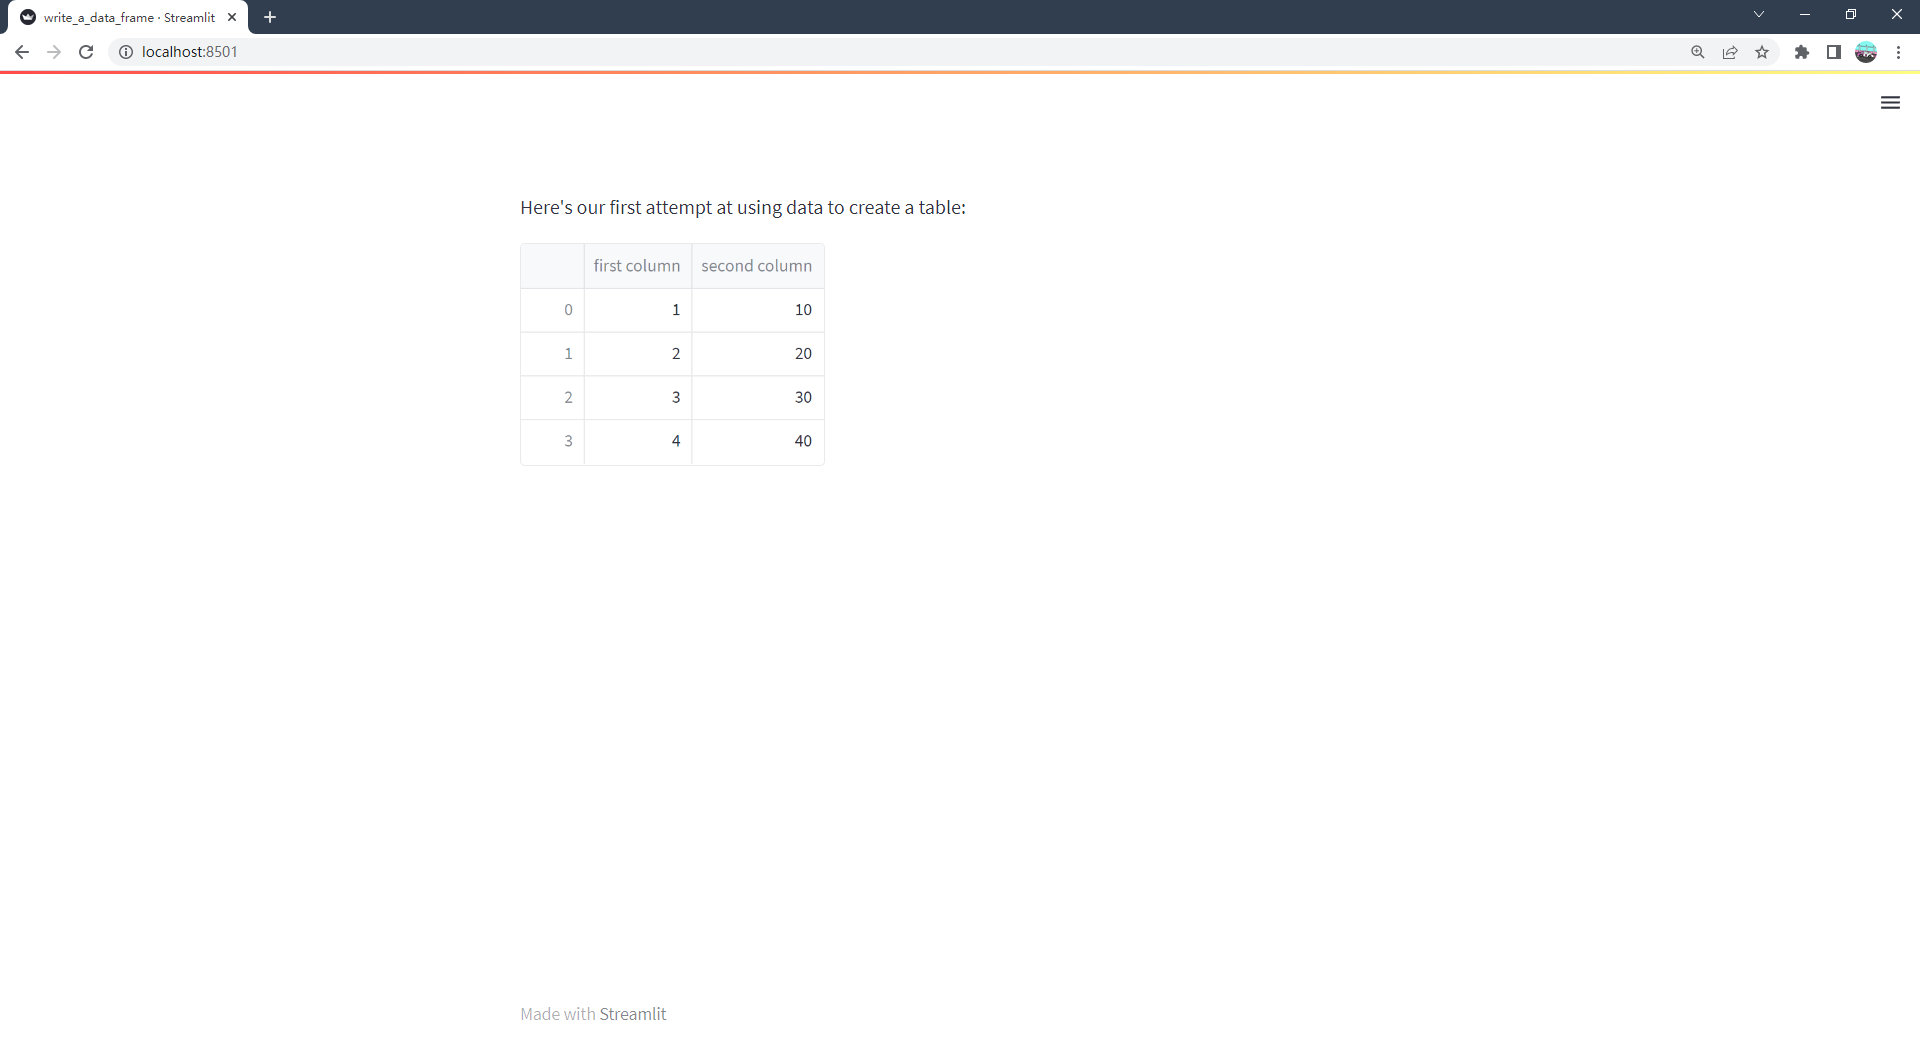 write_a_data_frame · Streamlit
localhost:8501
Here's our first attempt at using data to create a table:
first column second column
0 1 10
1 2 20
2 3 30
3 4 40
Made with Streamlit